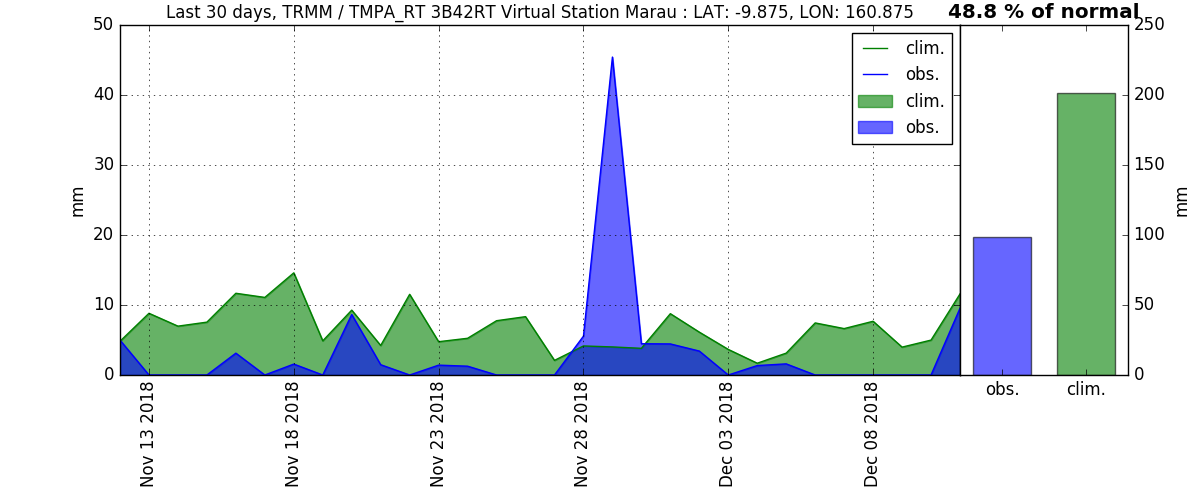 Last 30 days, TRMM / TMPA_RT 3B42RT Virtual Station Marau : LAT: -9.875, LON: 160.875
48.8 % of normal
50
40
30
20
10
0
mm
clim.
obs.
clim.
obs.
250
200
150
100
50
0
mm
obs.
clim.
Nov 13 2018
Nov 18 2018
Nov 23 2018
Nov 28 2018
Dec 03 2018
Dec 08 2018